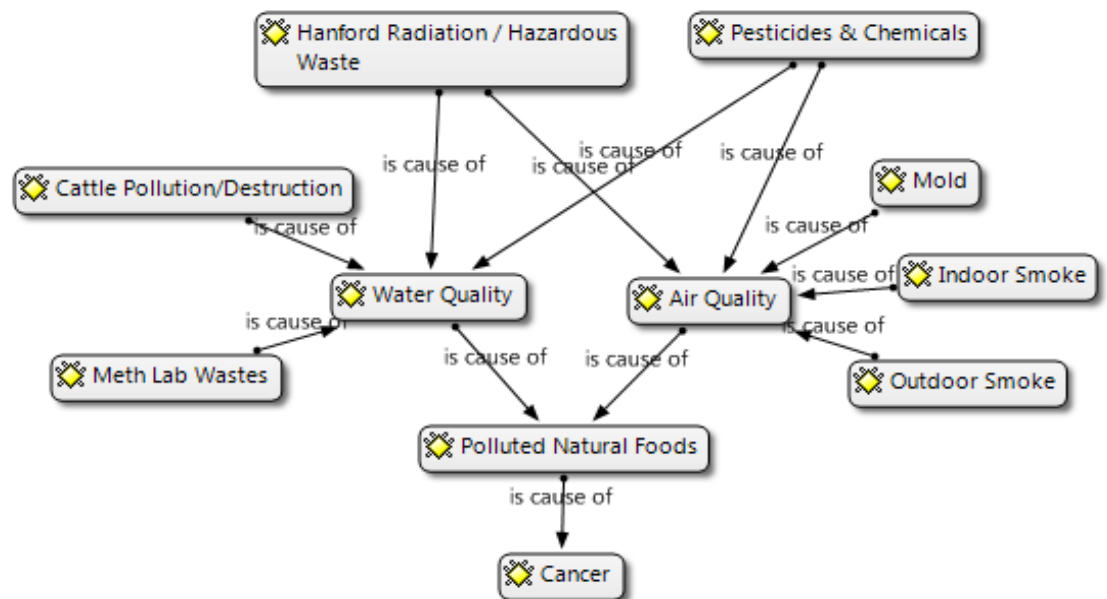 Hanford Radiation / Hazardous
Waste
Pesticides & Chemicals
is cause of
is cause of
is cause of
is cause of
Cattle Pollution/Destruction
Mold
is cause of
is cause of
Water Quality
Air Quality
is cause of
Indoor Smoke
is cause of
is cause of
Meth Lab Wastes
is cause of
is cause of
Outdoor Smoke
Polluted Natural Foods
is cause of
Cancer